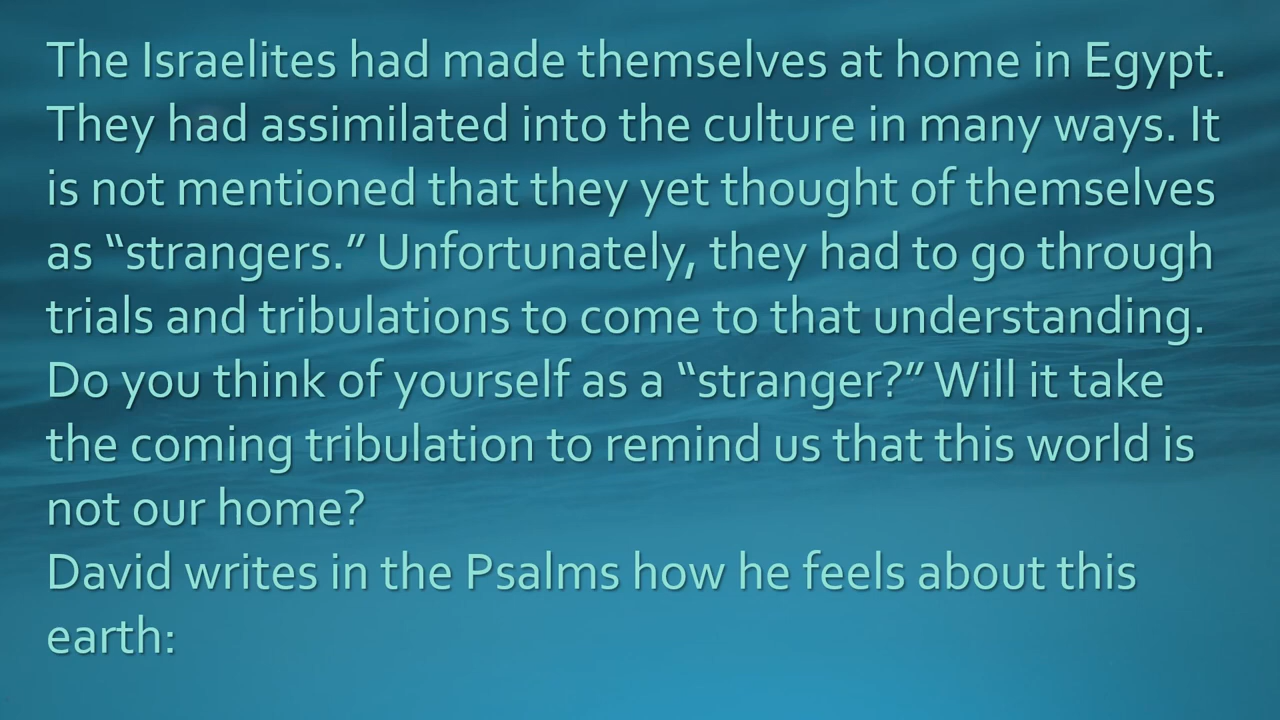 The Israelites had made themselves at home in Egypt.
They had assimilated into the culture in many ways. It
is not mentioned that they yet thought of themselves
as “strangers.” Unfortunately, they had to go through
trials and tribulations to come to that understanding.
Do you think of yourself as a “stranger?” Will it take
the coming tribulation to remind us that this world is
not our home?
David writes in the Psalms how he feels about this
earth: